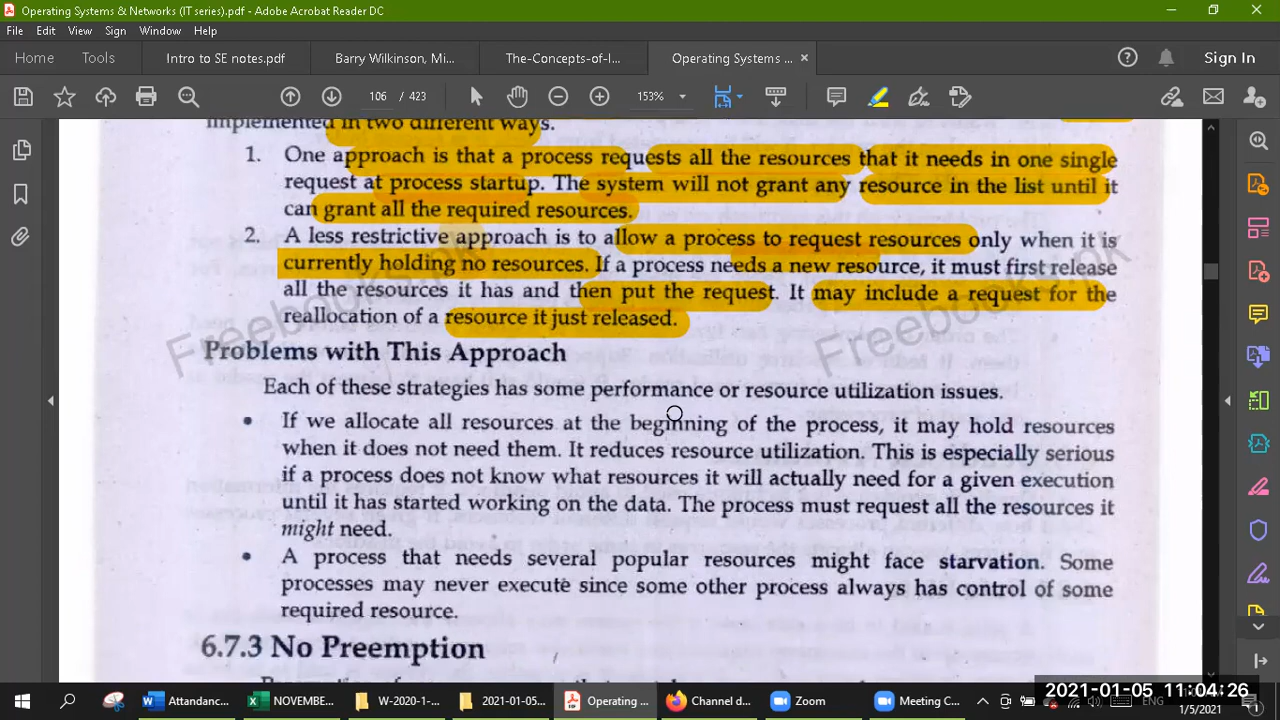 Operating Systems & Networks (IT series).pdf - Adobe Acrobat Reader DC
File Edit View Sign Window Help
Home Tools Intro to SE notes.pdf Barry Wilkinson, Mi... The-Concepts-of-I... Operating Systems ... × Sign In
106 / 423 153%
implemented in two different ways.
1. One approach is that a process requests all the resources that it needs in one single
request at process startup. The system will not grant any resource in the list until it
can grant all the required resources.
2. A less restrictive approach is to allow a process to request resources only when it is
currently holding no resources. If a process needs a new resource, it must first release
all the resources it has and then put the request. It may include a request for the
reallocation of a resource it just released.
Freebooks.pk
Freebooks.pk
Problems with This Approach
Each of these strategies has some performance or resource utilization issues.
• If we allocate all resources at the beginning of the process, it may hold resources
when it does not need them. It reduces resource utilization. This is especially serious
if a process does not know what resources it will actually need for a given execution
until it has started working on the data. The process must request all the resources it
might need.
• A process that needs several popular resources might face starvation. Some
processes may never execute since some other process always has control of some
required resource.
6.7.3 No Preemption
Attandanc... NOVEMBE... W-2020-1-... 2021-01-05... Operating ... Channel d... Zoom Meeting C... ENG
2021-01-05 11:04:26
1/5/2021